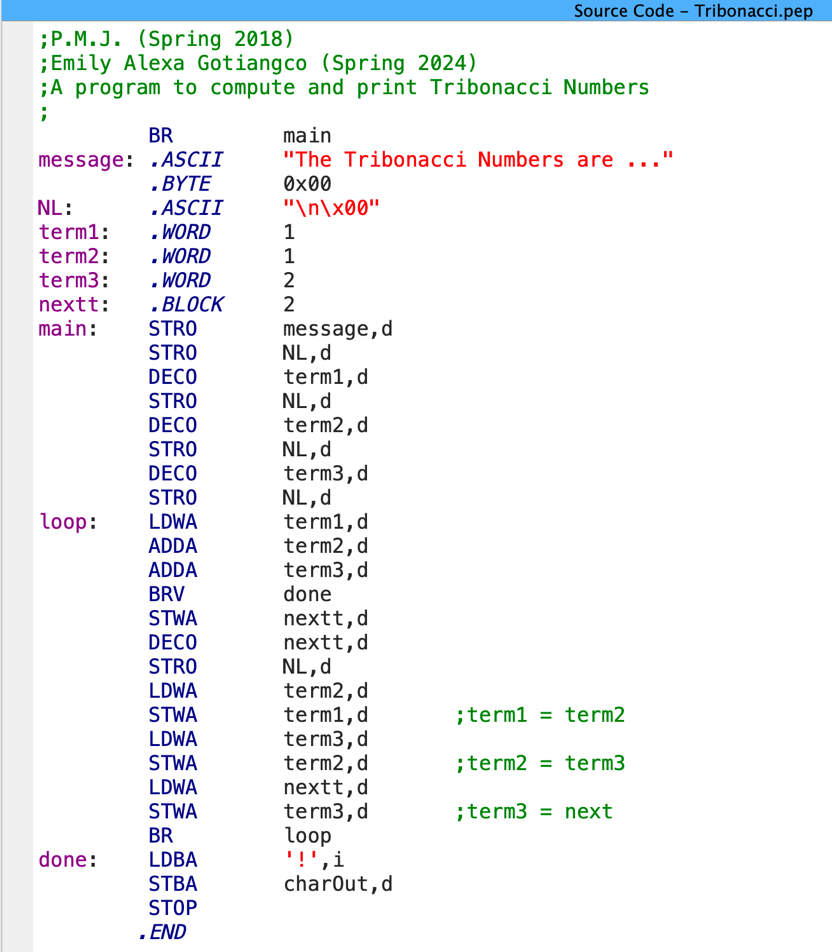 Source Code - Tribonacci.pep
;P.M.J. (Spring 2018)
;Emily Alexa Gotiangco (Spring 2024)
;A program to compute and print Tribonacci Numbers
;
BR main
message: .ASCII "The Tribonacci Numbers are ..."
.BYTE 0x00
NL: .ASCII "\n\x00"
term1: .WORD 1
term2: .WORD 1
term3: .WORD 2
nextt: .BLOCK 2
main: STRO message,d
STRO NL,d
DECO term1,d
STRO NL,d
DECO term2,d
STRO NL,d
DECO term3,d
STRO NL,d
loop: LDWA term1,d
ADDA term2,d
ADDA term3,d
BRV done
STWA nextt,d
DECO nextt,d
STRO NL,d
LDWA term2,d
STWA term1,d ;term1 = term2
LDWA term3,d
STWA term2,d ;term2 = term3
LDWA nextt,d
STWA term3,d ;term3 = next
BR loop
done: LDBA '!',i
STBA charOut,d
STOP
.END